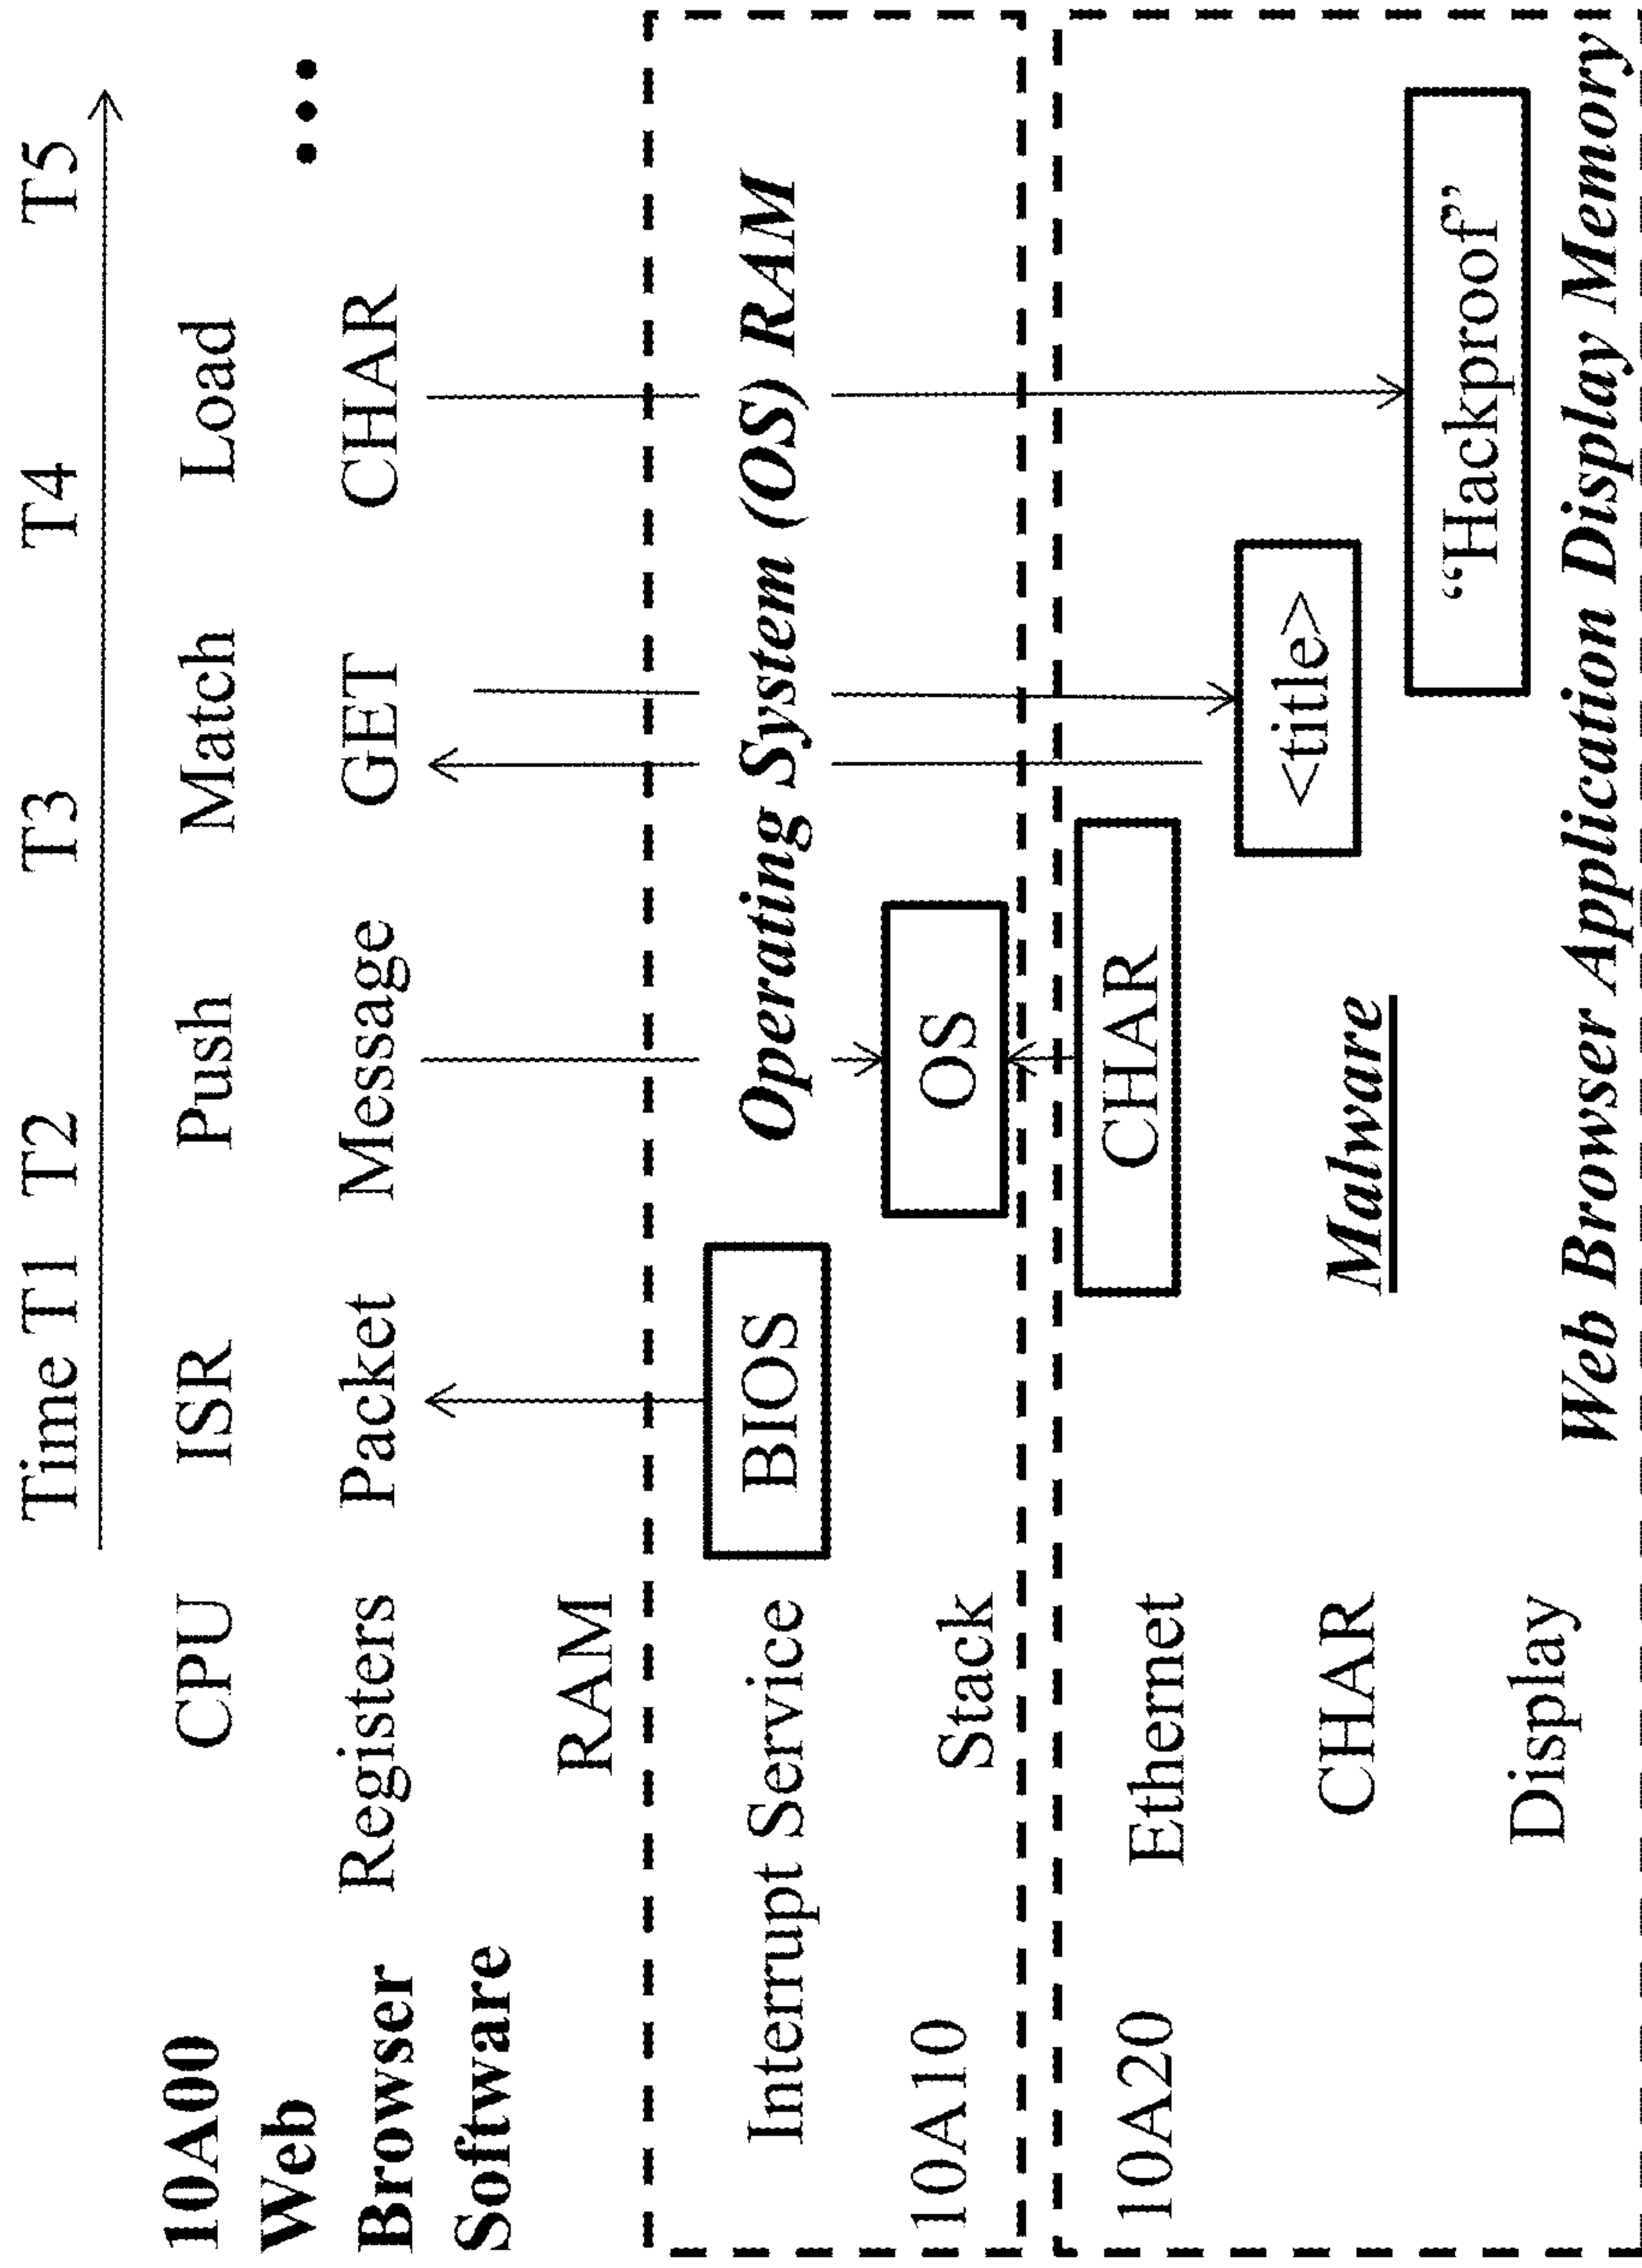 Time T1 T2 T3 T4 T5
10A00 CPU ISR Push Match Load
Web
Browser Registers Packet Message GET CHAR
•••
Software
RAM
Interrupt Service BIOS Operating System (OS) RAM
10A10 Stack OS
10A20 Ethernet CHAR
CHAR Malware <title>
Display “Hackproof”
Web Browser Application Display Memory